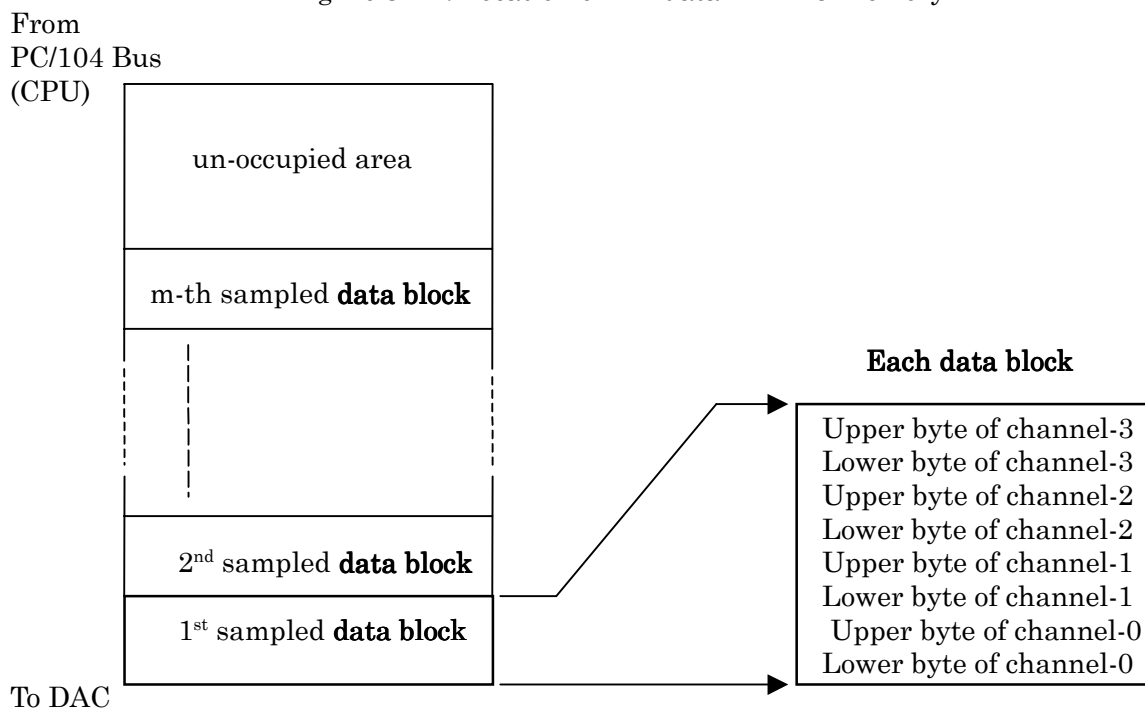 From
PC/104 Bus
(CPU)
un-occupied area
m-th sampled data block
Each data block
Upper byte of channel-3
Lower byte of channel-3
Upper byte of channel-2
Lower byte of channel-2
Upper byte of channel-1
Lower byte of channel-1
Upper byte of channel-0
Lower byte of channel-0
2nd sampled data block
1st sampled data block
To DAC